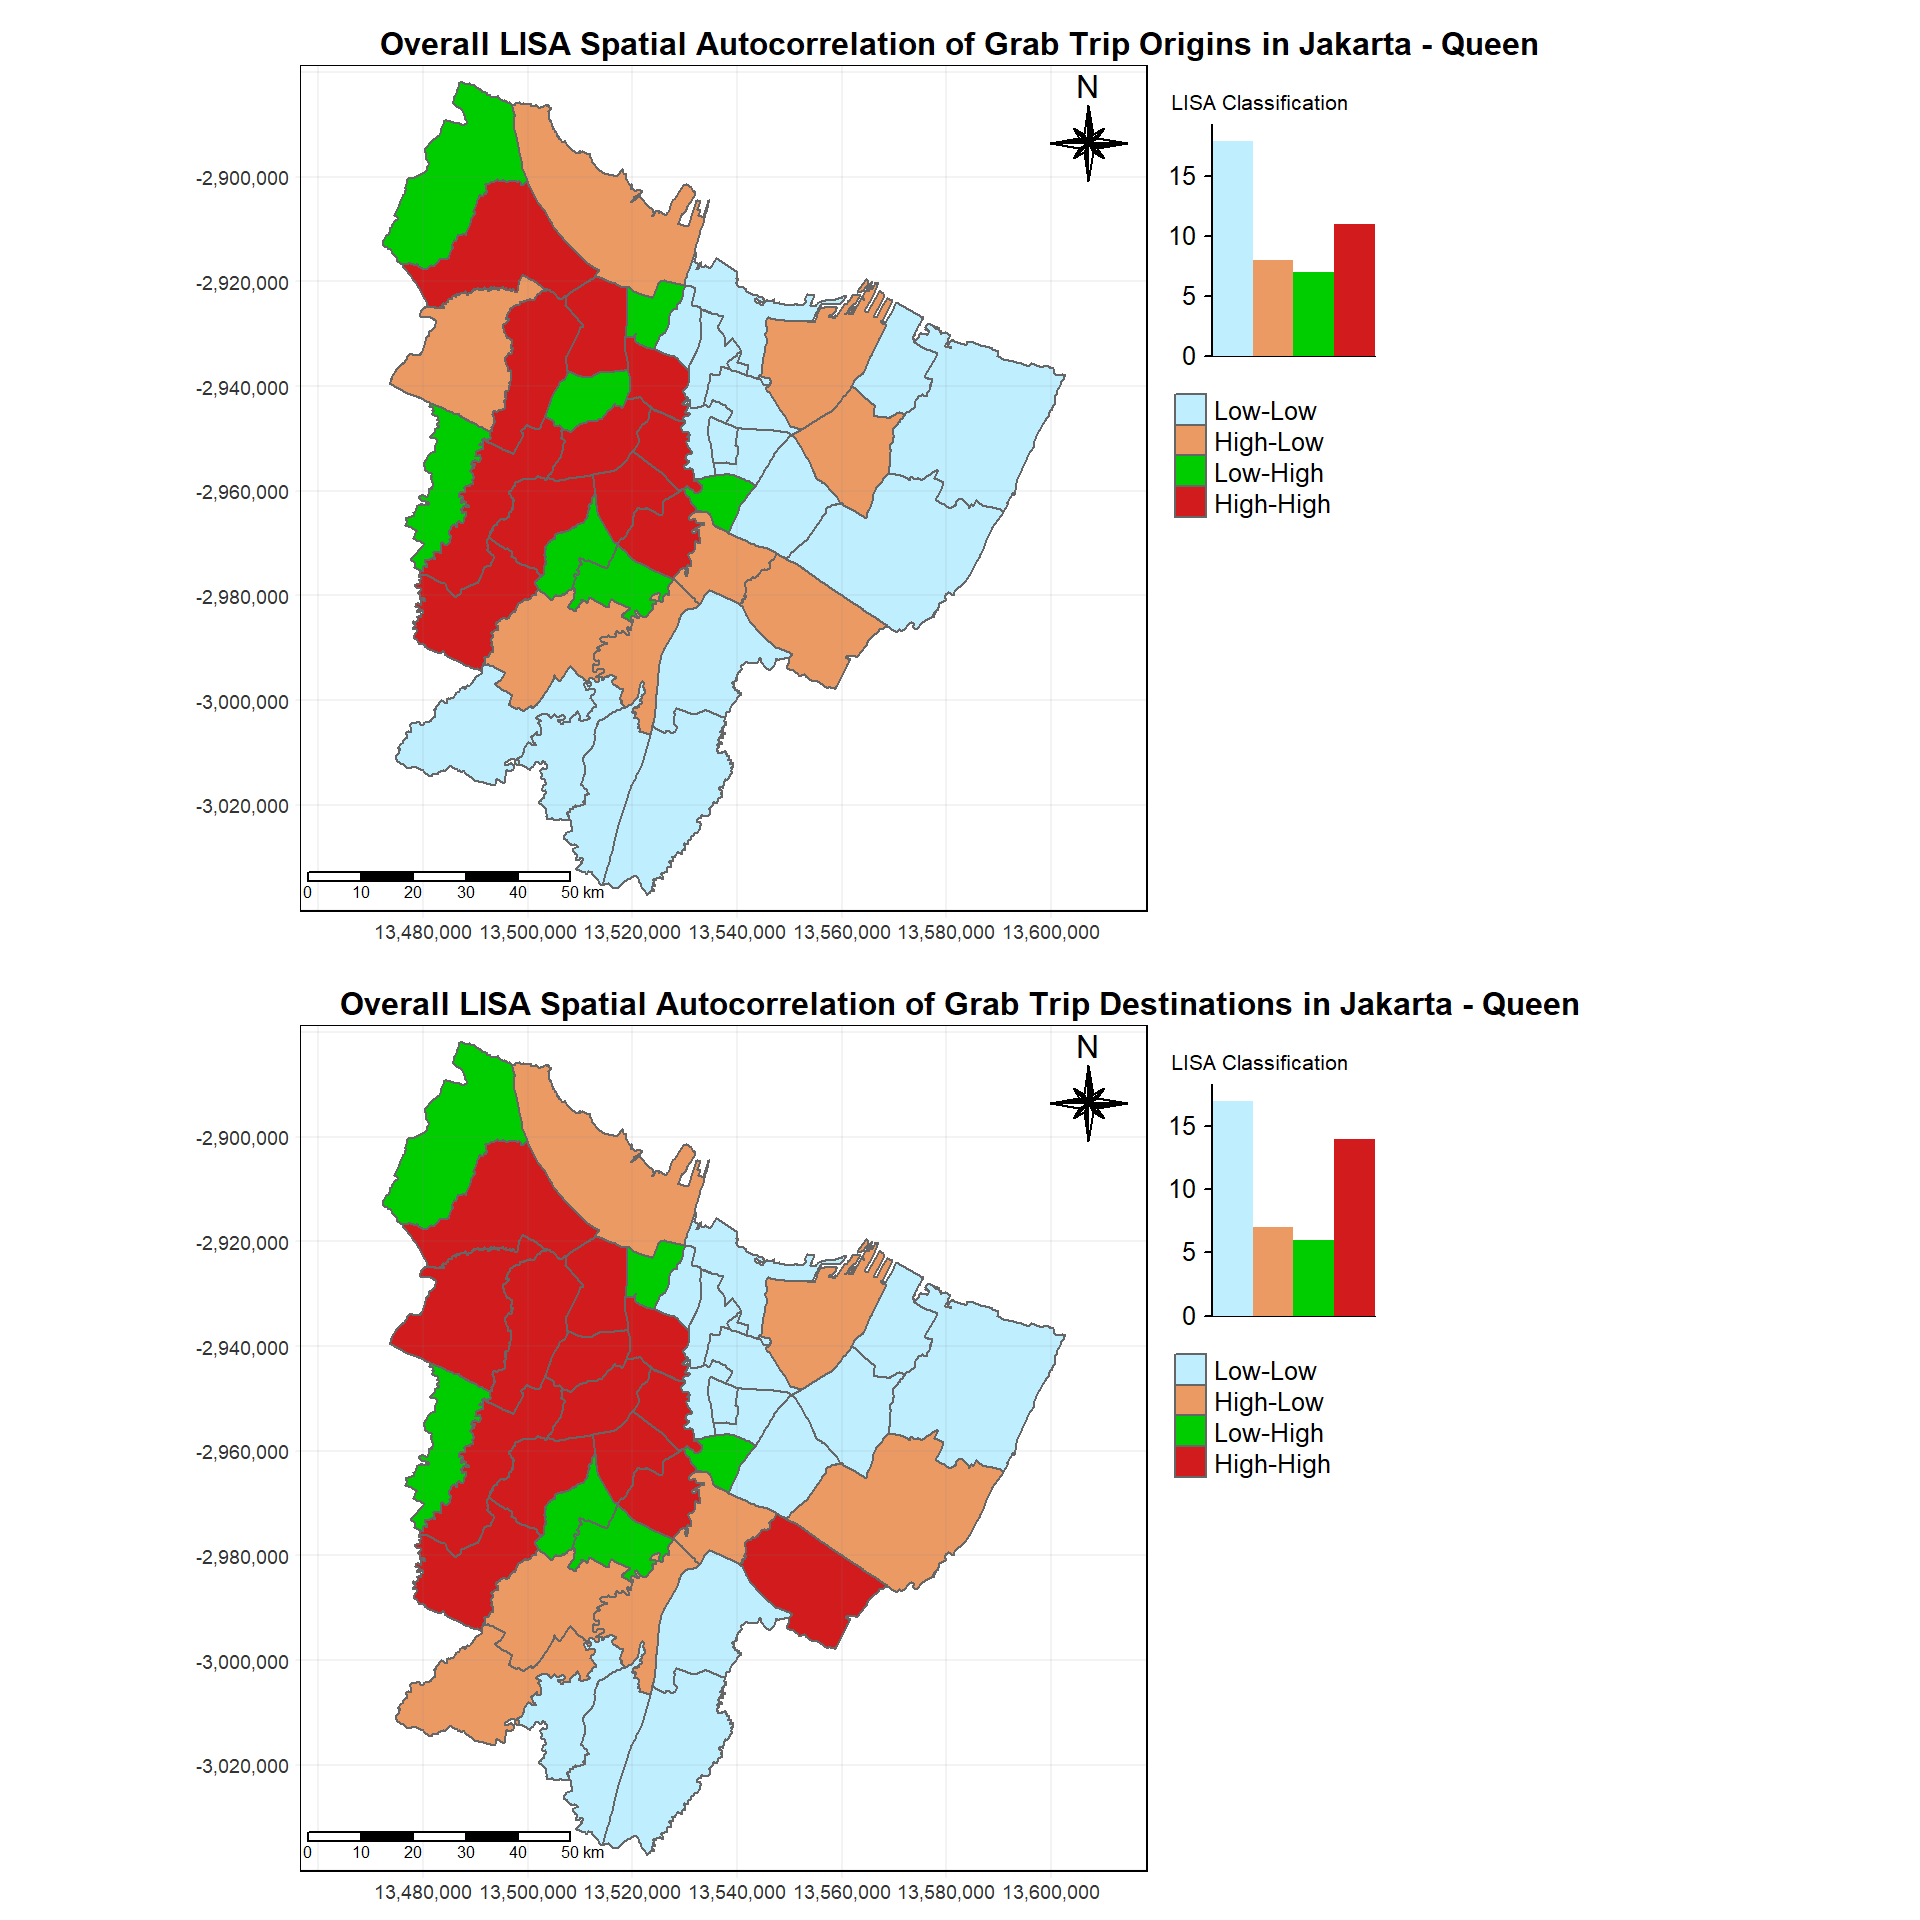 Overall LISA Spatial Autocorrelation of Grab Trip Origins in Jakarta - Queen
N
LISA Classification
15
10
5
0
Low-Low
High-Low
Low-High
High-High
-2,900,000
-2,920,000
-2,940,000
-2,960,000
-2,980,000
-3,000,000
-3,020,000
0 10 20 30 40 50 km
13,480,000 13,500,000 13,520,000 13,540,000 13,560,000 13,580,000 13,600,000
Overall LISA Spatial Autocorrelation of Grab Trip Destinations in Jakarta - Queen
N
LISA Classification
15
10
5
0
Low-Low
High-Low
Low-High
High-High
-2,900,000
-2,920,000
-2,940,000
-2,960,000
-2,980,000
-3,000,000
-3,020,000
0 10 20 30 40 50 km
13,480,000 13,500,000 13,520,000 13,540,000 13,560,000 13,580,000 13,600,000